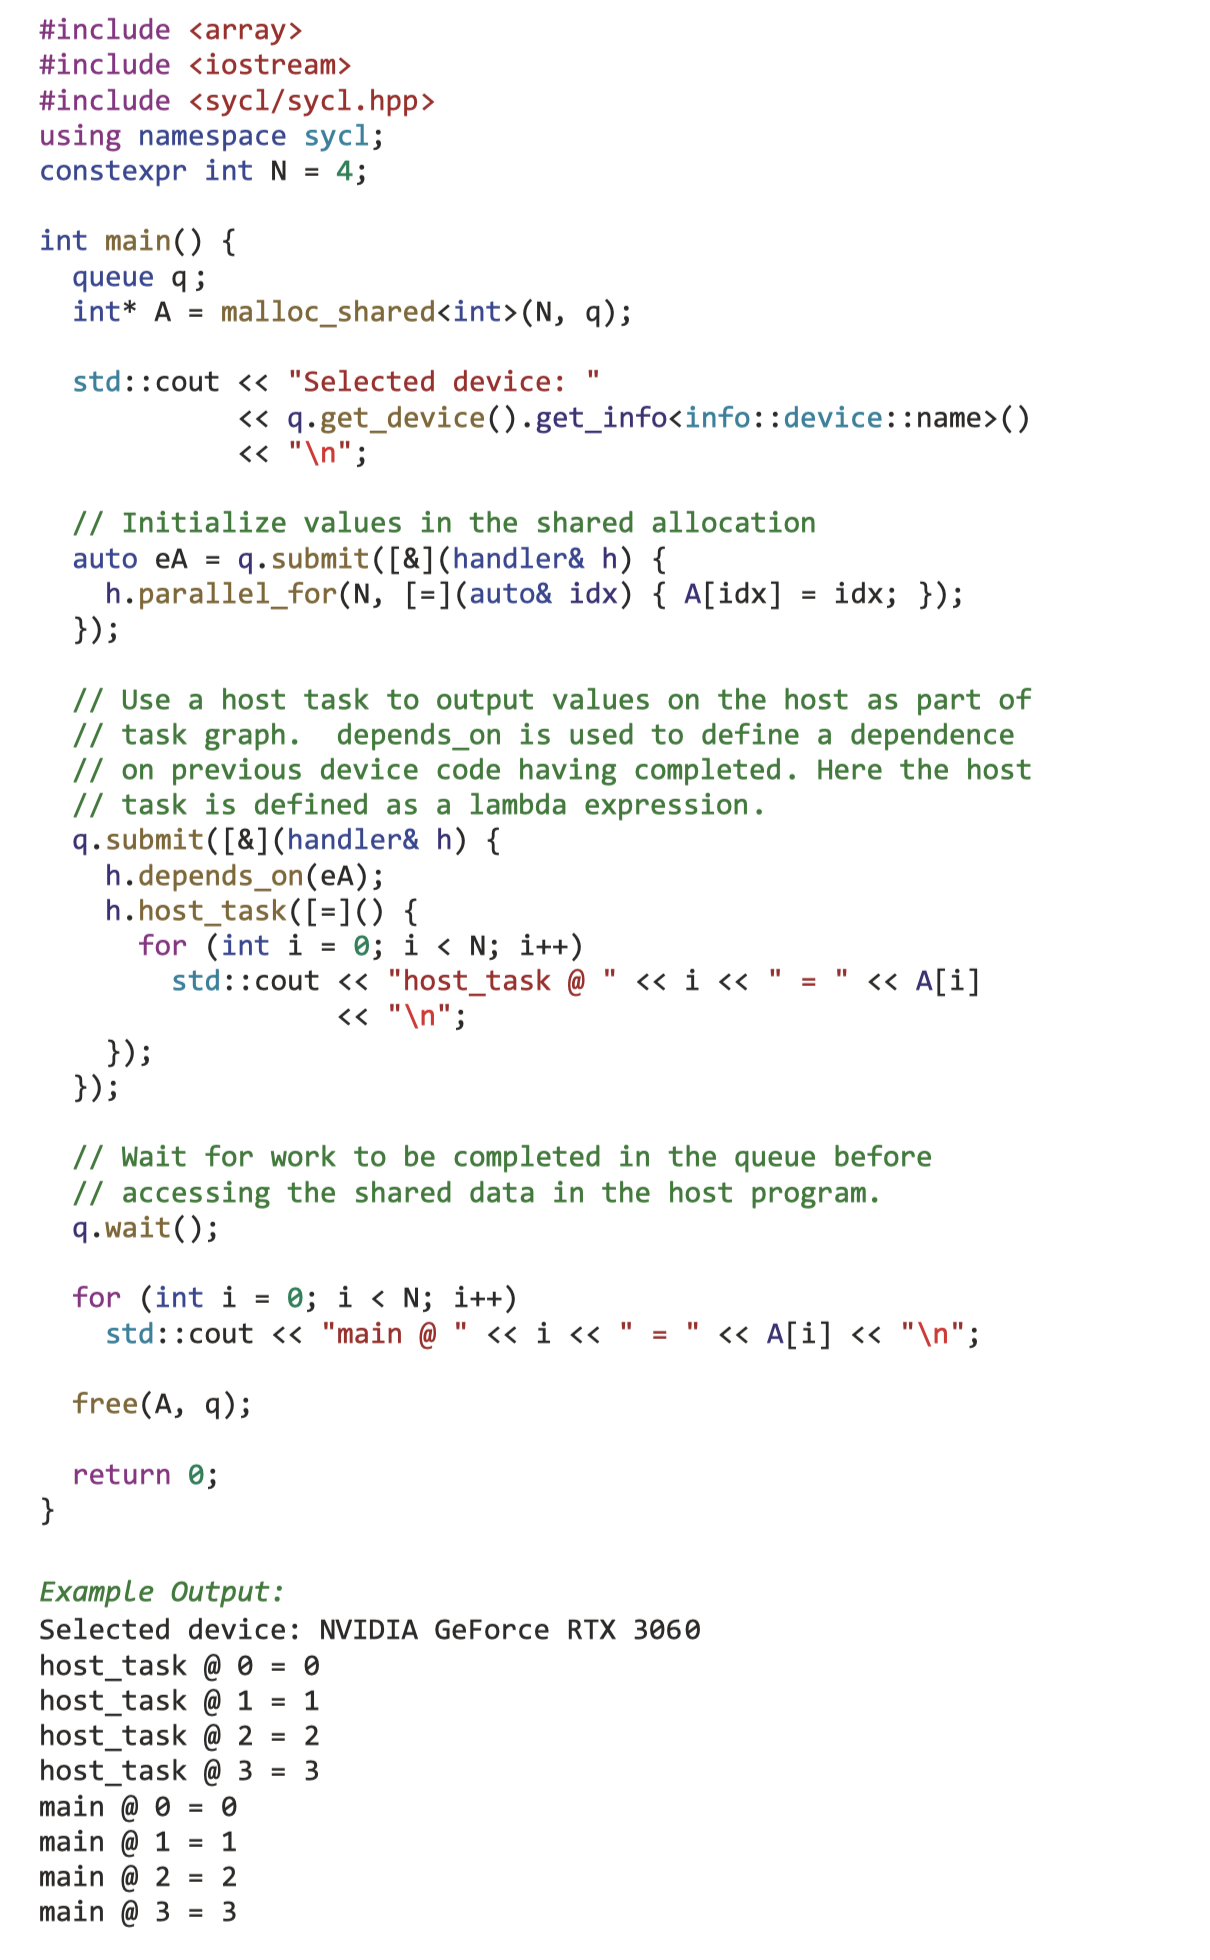 #include <array>
#include <iostream>
#include <sycl/sycl.hpp>
using namespace sycl;
constexpr int N = 4;

int main() {
  queue q;
  int* A = malloc_shared<int>(N, q);

  std::cout << "Selected device: "
            << q.get_device().get_info<info::device::name>()
            << "\n";

  // Initialize values in the shared allocation
  auto eA = q.submit([&](handler& h) {
    h.parallel_for(N, [=](auto& idx) { A[idx] = idx; });
  });

  // Use a host task to output values on the host as part of
  // task graph.  depends_on is used to define a dependence
  // on previous device code having completed. Here the host
  // task is defined as a lambda expression.
  q.submit([&](handler& h) {
    h.depends_on(eA);
    h.host_task([=]() {
      for (int i = 0; i < N; i++)
        std::cout << "host_task @ " << i << " = " << A[i]
                  << "\n";
    });
  });

  // Wait for work to be completed in the queue before
  // accessing the shared data in the host program.
  q.wait();

  for (int i = 0; i < N; i++)
    std::cout << "main @ " << i << " = " << A[i] << "\n";

  free(A, q);

  return 0;
}

Example Output:
Selected device: NVIDIA GeForce RTX 3060
host_task @ 0 = 0
host_task @ 1 = 1
host_task @ 2 = 2
host_task @ 3 = 3
main @ 0 = 0
main @ 1 = 1
main @ 2 = 2
main @ 3 = 3